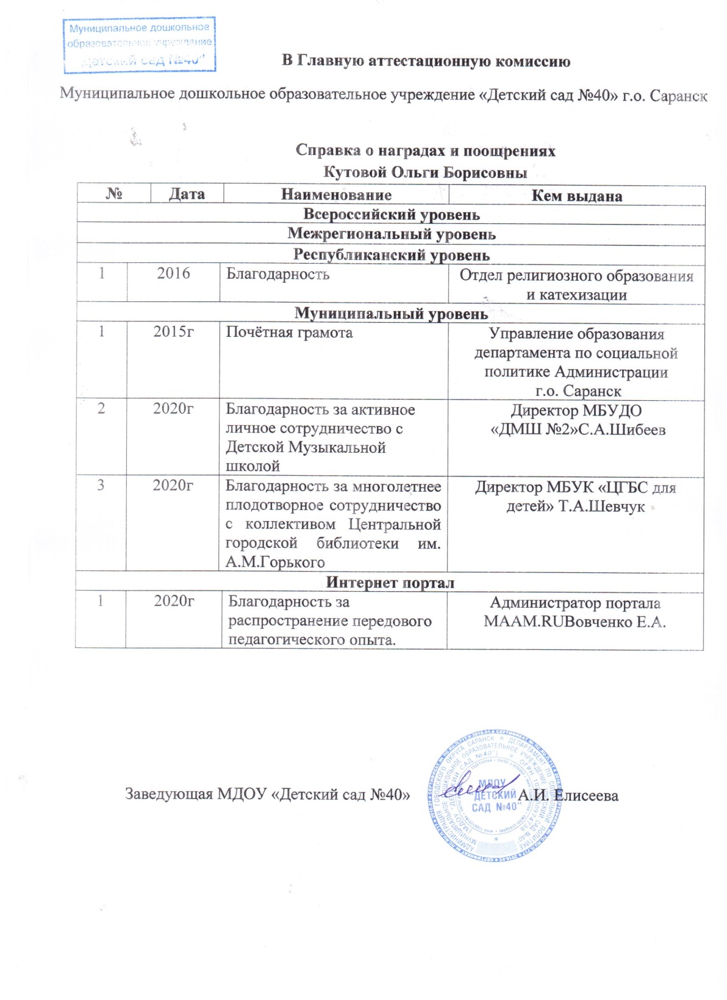 Муниципальное дошкольное
образовательное учреждение
"Детский сад №40"
В Главную аттестационную комиссию
Муниципальное дошкольное образовательное учреждение «Детский сад №40» г.о. Саранск
Справка о наградах и поощрениях
Кутовой Ольги Борисовны
№ Дата Наименование Кем выдана
Всероссийский уровень
Межрегиональный уровень
Республиканский уровень
1 2016 Благодарность Отдел религиозного образования
и катехизации
Муниципальный уровень
1 2015г Почётная грамота Управление образования
департамента по социальной
политике Администрации
г.о. Саранск
2 2020г Благодарность за активное Директор МБУДО
личное сотрудничество с «ДМШ №2»С.А.Шибеев
Детской Музыкальной
школой
3 2020г Благодарность за многолетнее Директор МБУК «ЦГБС для
плодотворное сотрудничество детей» Т.А.Шевчук
с коллективом Центральной
городской библиотеки им.
А.М.Горького
Интернет портал
1 2020г Благодарность за Администратор портала
распространение передового MAAM.RUВовченко Е.А.
педагогического опыта.
Заведующая МДОУ «Детский сад №40» А.И. Елисеева
МДОУ
"ДЕТСКИЙ
САД №40"